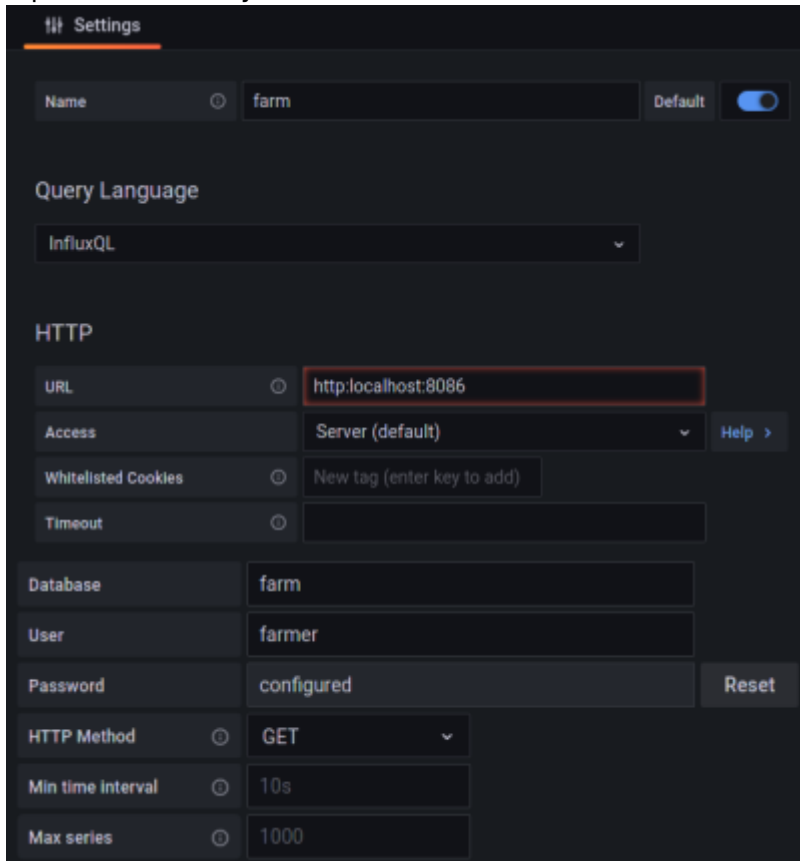 Settings
Name farm Default
Query Language
InfluxQL
HTTP
URL http:localhost:8086
Access Server (default) Help >
Whitelisted Cookies New tag (enter key to add)
Timeout
Database farm
User farmer
Password configured Reset
HTTP Method GET
Min time interval 10s
Max series 1000